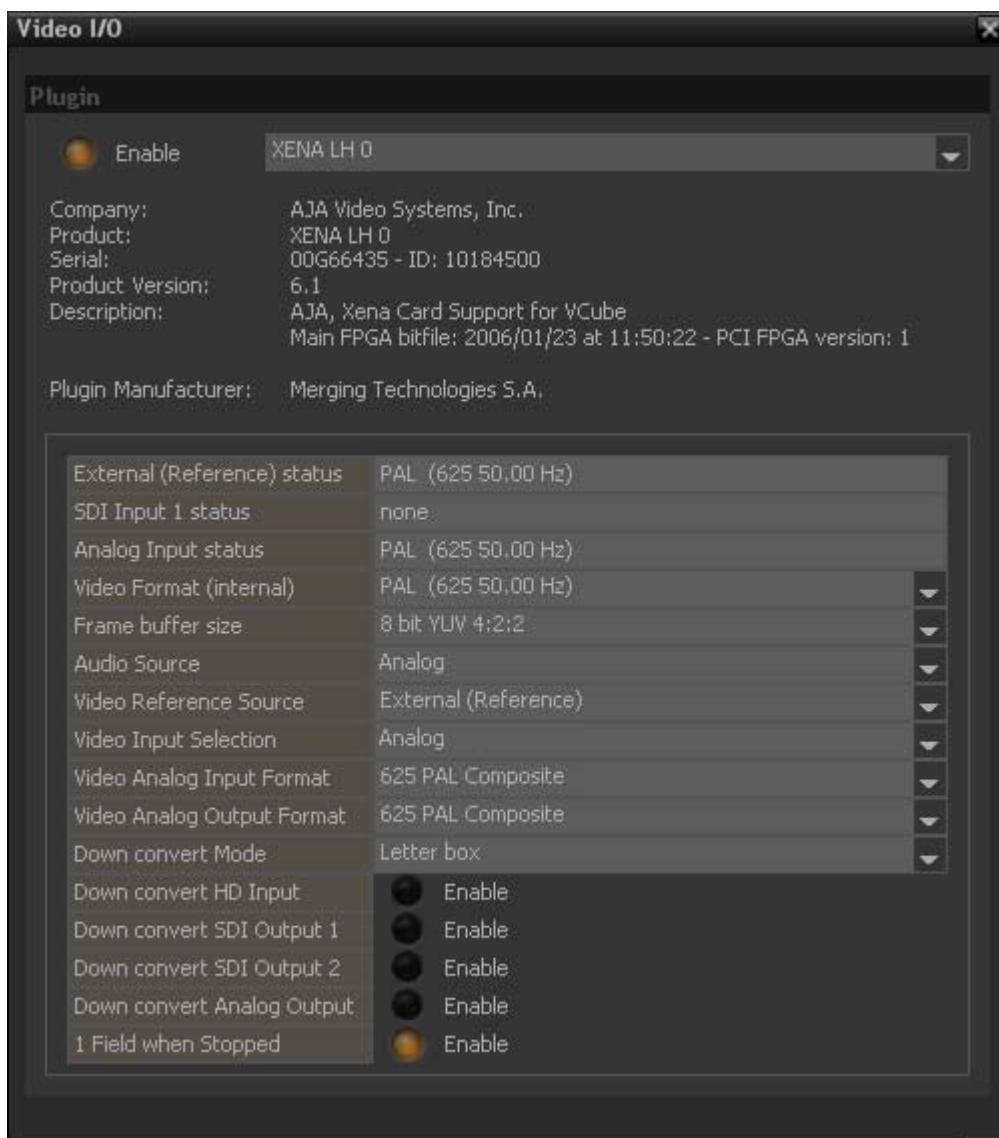 Video I/O
Plugin
Enable XENA LH 0
Company: AJA Video Systems, Inc.
Product: XENA LH 0
Serial: 00G66435 - ID: 10184500
Product Version: 6.1
Description: AJA, Xena Card Support for VCube
Main FPGA bitfile: 2006/01/23 at 11:50:22 - PCI FPGA version: 1
Plugin Manufacturer: Merging Technologies S.A.
External (Reference) status PAL (625 50.00 Hz)
SDI Input 1 status none
Analog Input status PAL (625 50.00 Hz)
Video Format (internal) PAL (625 50.00 Hz)
Frame buffer size 8 bit YUV 4:2:2
Audio Source Analog
Video Reference Source External (Reference)
Video Input Selection Analog
Video Analog Input Format 625 PAL Composite
Video Analog Output Format 625 PAL Composite
Down convert Mode Letter box
Down convert HD Input Enable
Down convert SDI Output 1 Enable
Down convert SDI Output 2 Enable
Down convert Analog Output Enable
1 Field when Stopped Enable